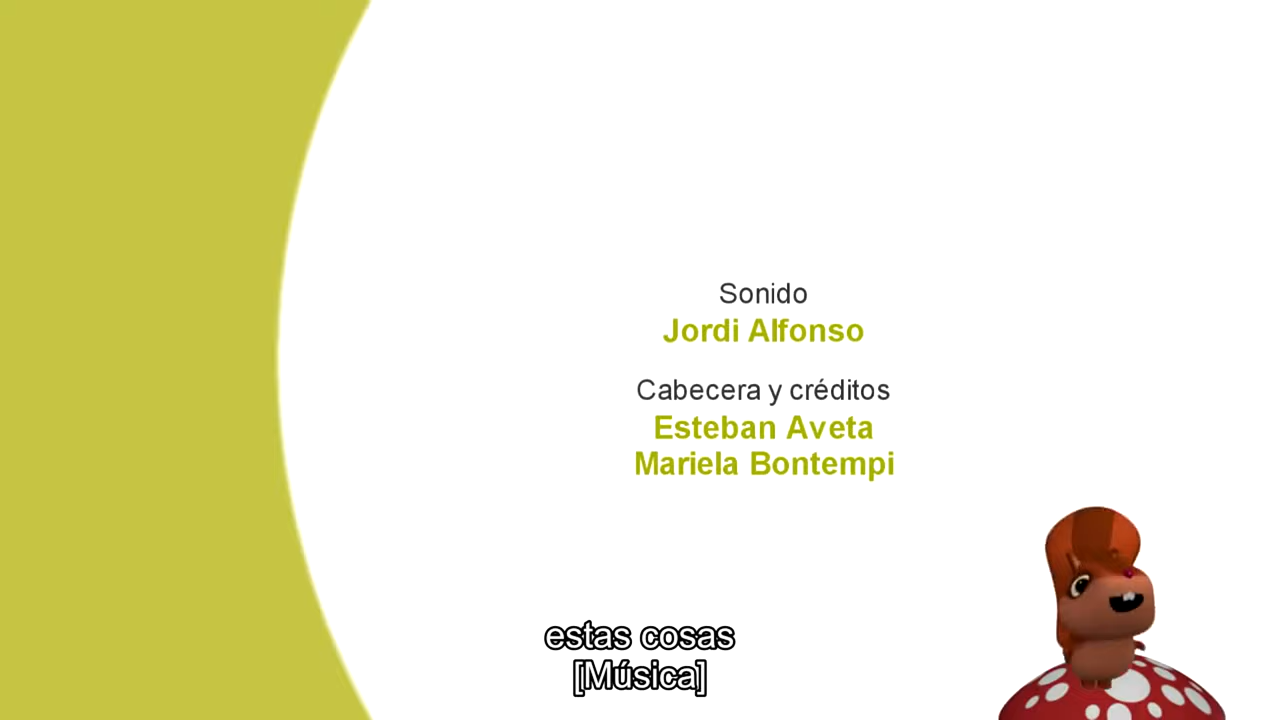 Sonido
Jordi Alfonso
Cabecera y créditos
Esteban Aveta
Mariela Bontempi
estas cosas
[Música]